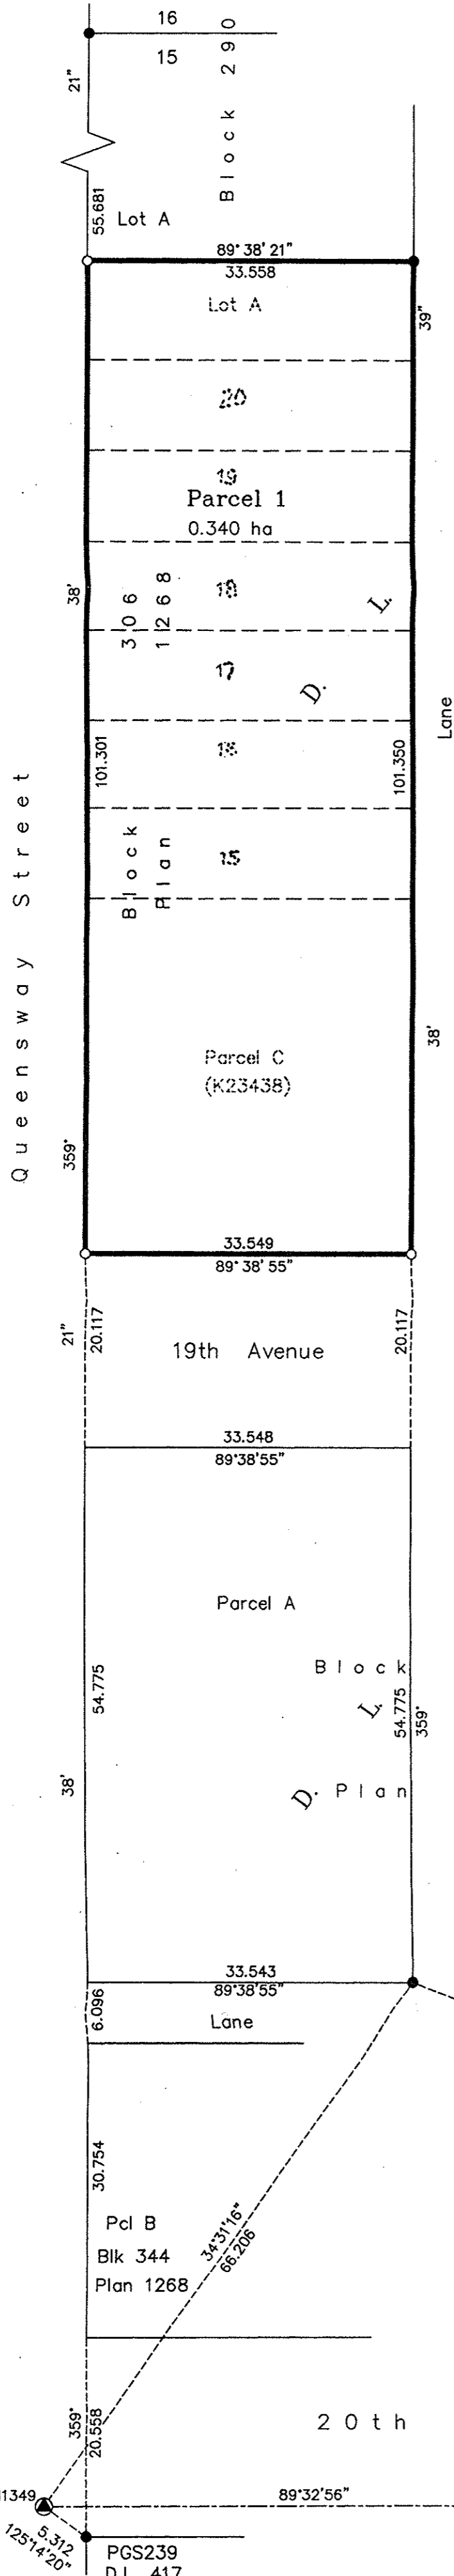 16
15
21"
Block 290
55.681
Lot A
89°38'21"
33.558
Lot A
39"
20
19
Parcel 1
0.340 ha
38'
306
1268
18
L.
17
D.
Lane
16
101.301
101.350
Queensway Street
Block
Plan
15
38'
Parcel C
(K23438)
359°
33.549
89°38'55"
21"
20.117
19th Avenue
20.117
33.548
89°38'55"
Parcel A
Block
54.775
L.
54.775
359°
38'
D.
Plan
33.543
89°38'55"
6.096
Lane
30.754
Pcl B
Blk 344
Plan 1268
34°31'16"
66.206
359°
20.558
20th
11349
89°32'56"
5.312
125°14'20"
PGS239
D.L. 417